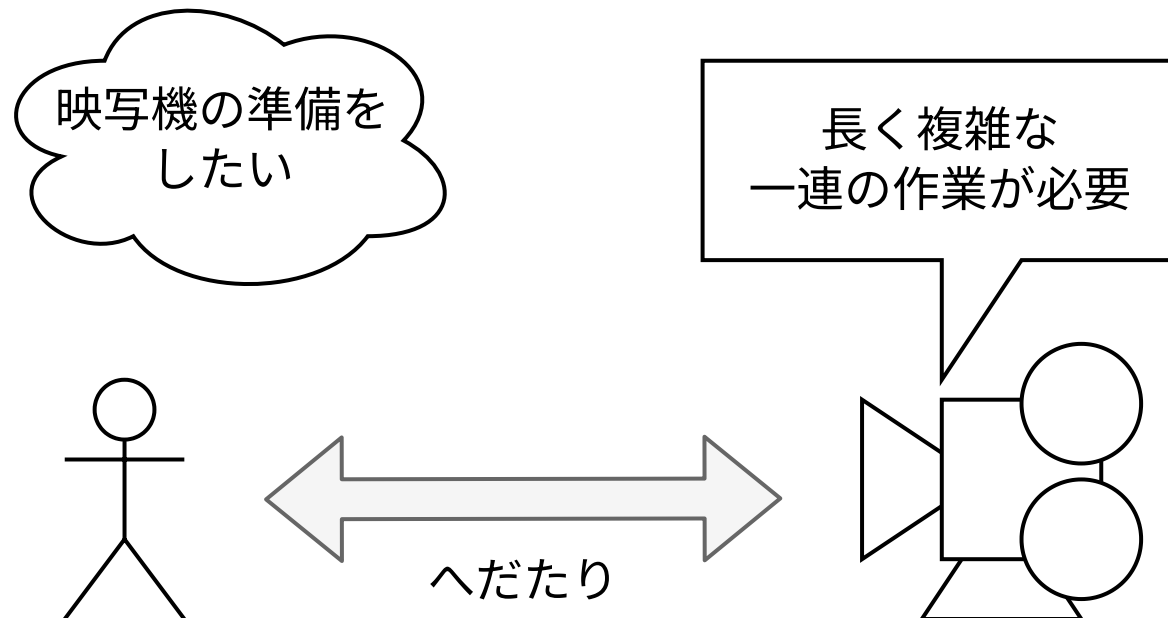 映写機の準備を
したい
長く複雑な
一連の作業が必要
へだたり